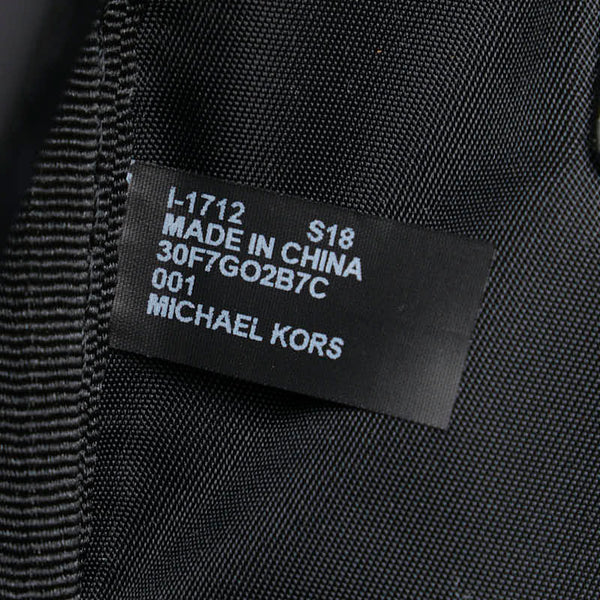 I-1712 S18
MADE IN CHINA
30F7GO2B7C
001
MICHAEL KORS